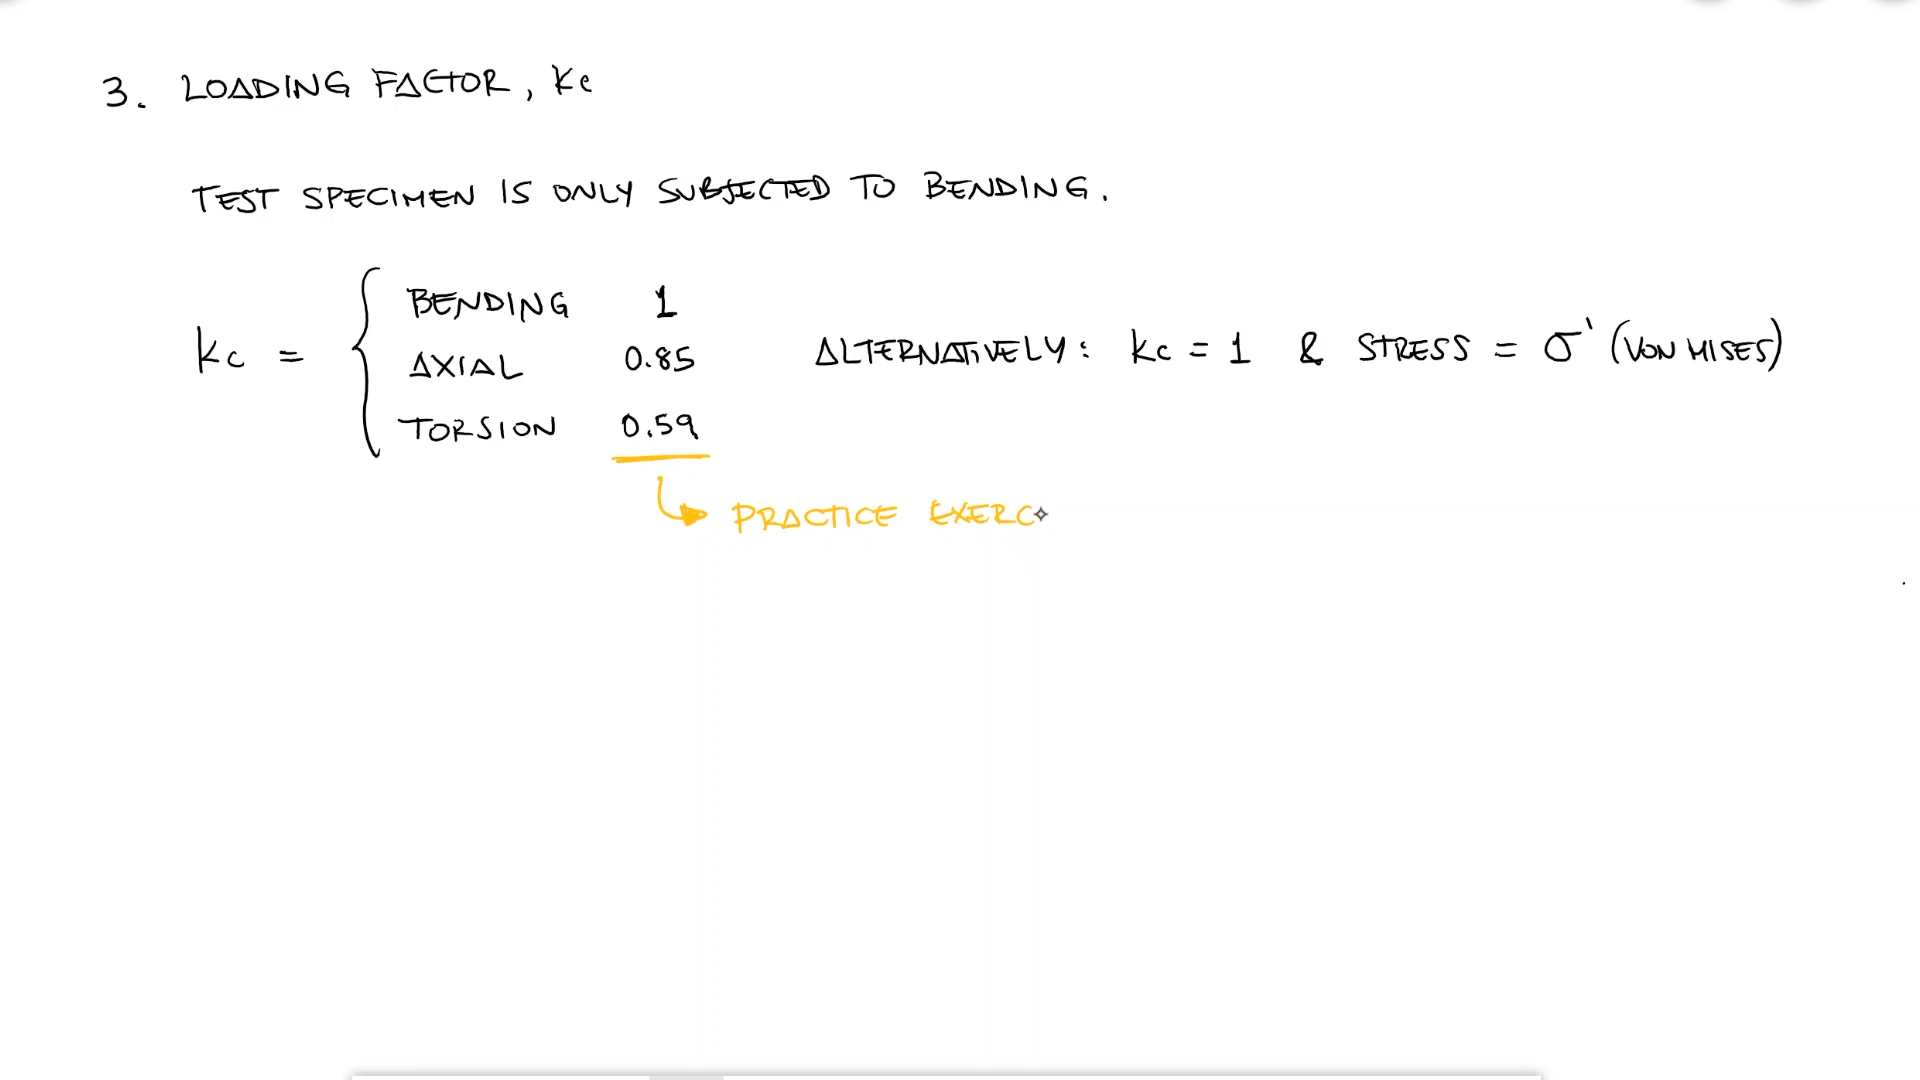 3. LOADING FACTOR, Kc
TEST SPECIMEN IS ONLY SUBJECTED TO BENDING.
Kc = { BENDING 1
AXIAL 0.85
TORSION 0.59
ALTERNATIVELY: Kc = 1 & STRESS = σ' (VON MISES)
PRACTICE EXERC